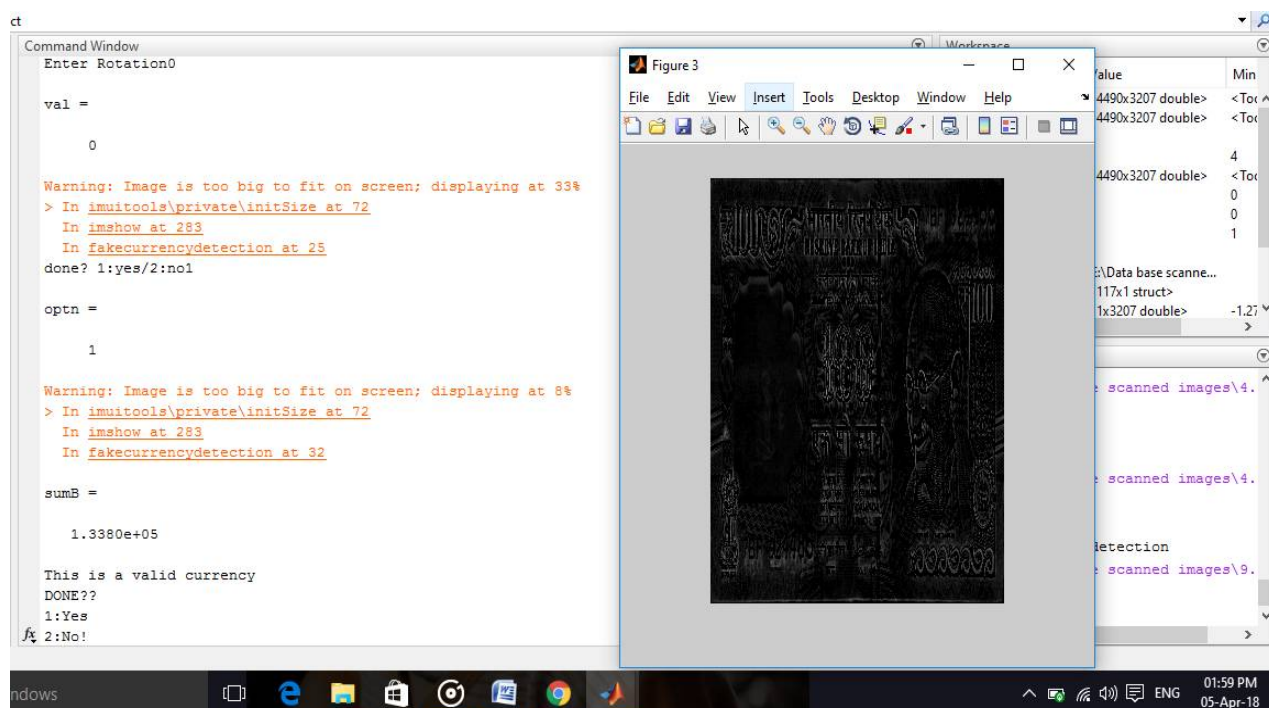 ct
Command Window
Enter Rotation0
val =
0
Warning: Image is too big to fit on screen; displaying at 33%
> In imuitools\private\initSize at 72
In imshow at 283
In fakecurrencydetection at 25
done? 1:yes/2:no1
optn =
1
Warning: Image is too big to fit on screen; displaying at 8%
> In imuitools\private\initSize at 72
In imshow at 283
In fakecurrencydetection at 32
sumB =
1.3380e+05
This is a valid currency
DONE??
1:Yes
fx 2:No!
Figure 3
File Edit View Insert Tools Desktop Window Help
Workspace
Value Min
4490x3207 double> <Too
4490x3207 double> <Too
4
4490x3207 double> <Too
0
0
1
E:\Data base scanne...
117x1 struct>
1x3207 double> -1.27
e scanned images\4.
e scanned images\4.
detection
e scanned images\9.
ndows
ENG
01:59 PM
05-Apr-18